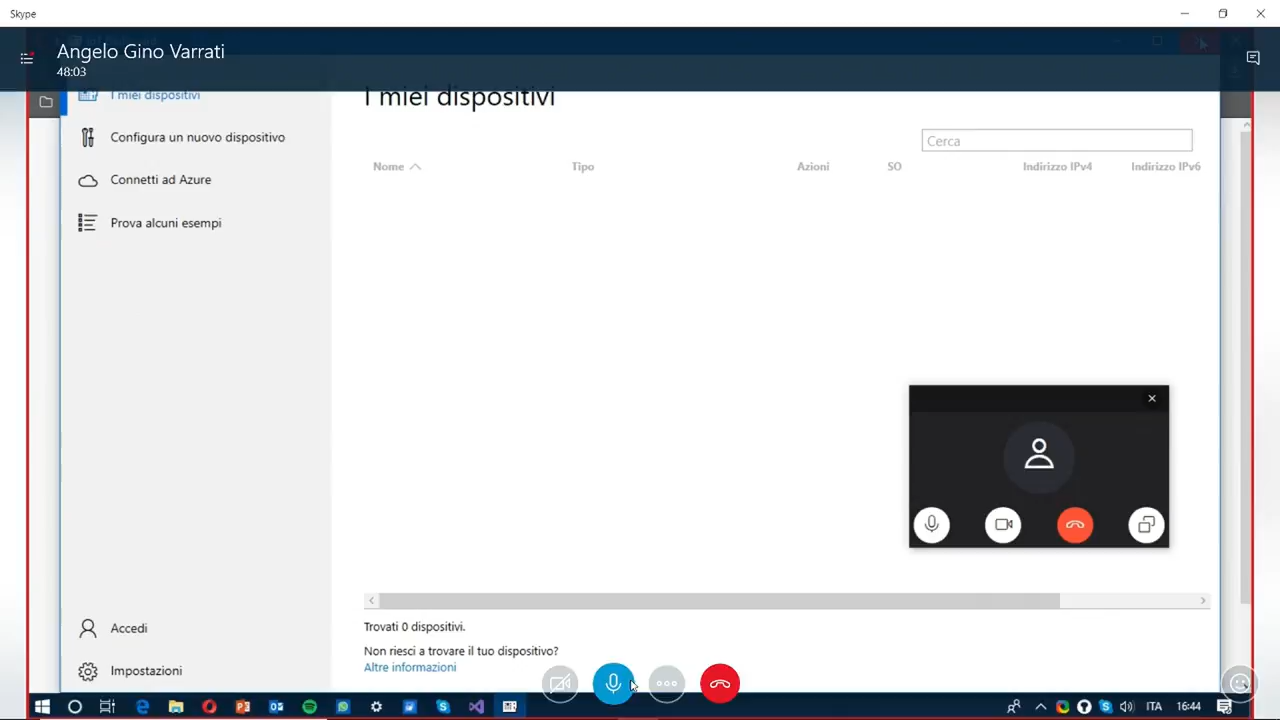 Skype
Angelo Gino Varrati
48:03
I miei dispositivi
Configura un nuovo dispositivo
Connetti ad Azure
Prova alcuni esempi
Accedi
Impostazioni
I miei dispositivi
Cerca
Nome Tipo Azioni SO Indirizzo IPv4 Indirizzo IPv6
Trovati 0 dispositivi.
Non riesci a trovare il tuo dispositivo?
Altre informazioni
ITA 16:44